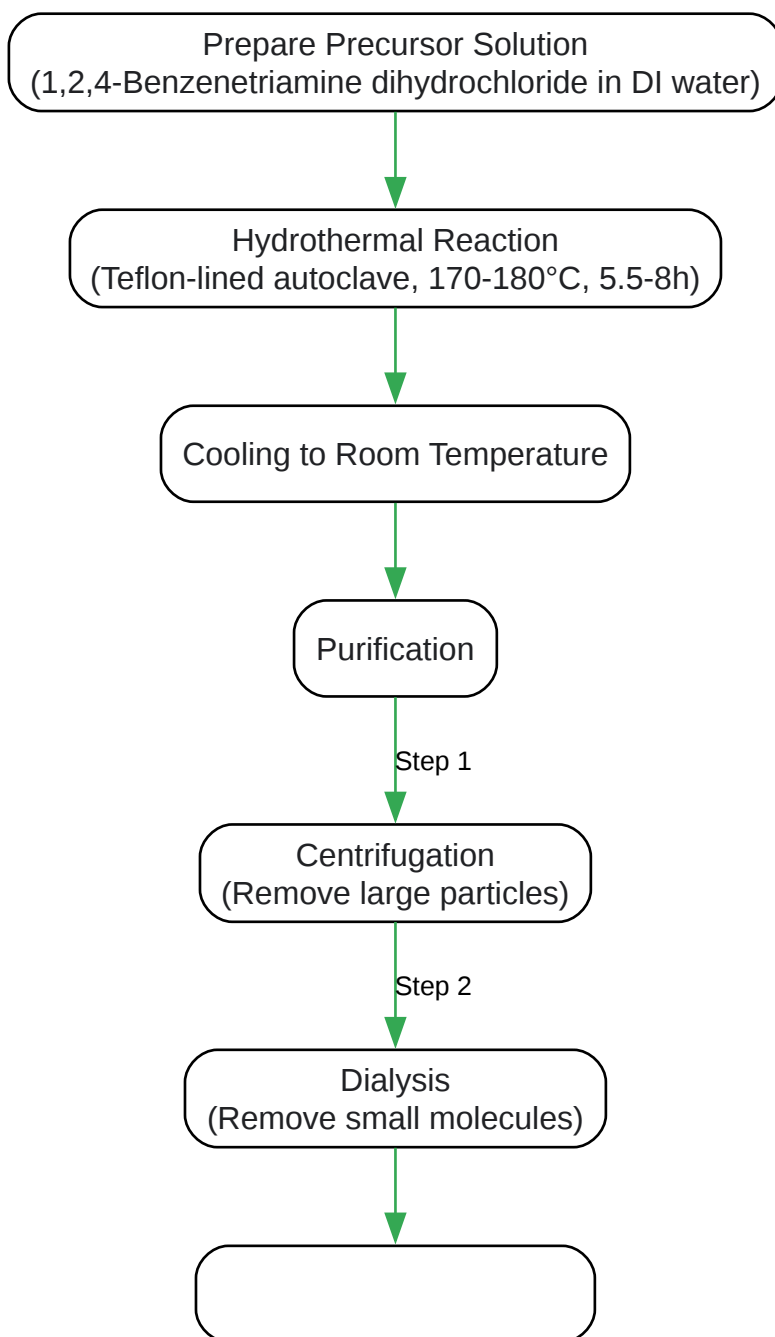 Prepare Precursor Solution
(1,2,4-Benzenetriamine dihydrochloride in DI water)
Hydrothermal Reaction
(Teflon-lined autoclave, 170-180°C, 5.5-8h)
Cooling to Room Temperature
Purification
Step 1
Centrifugation
(Remove large particles)
Step 2
Dialysis
(Remove small molecules)